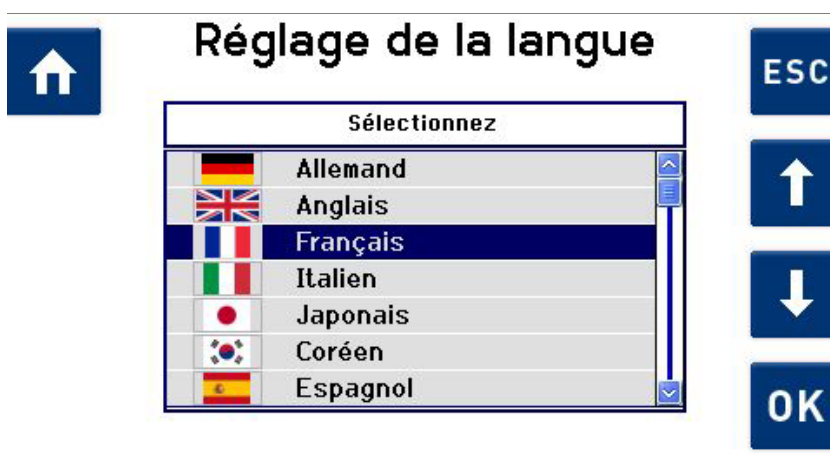 Réglage de la langue
ESC
Sélectionnez
Allemand
Anglais
Français
Italien
Japonais
Coréen
Espagnol
OK